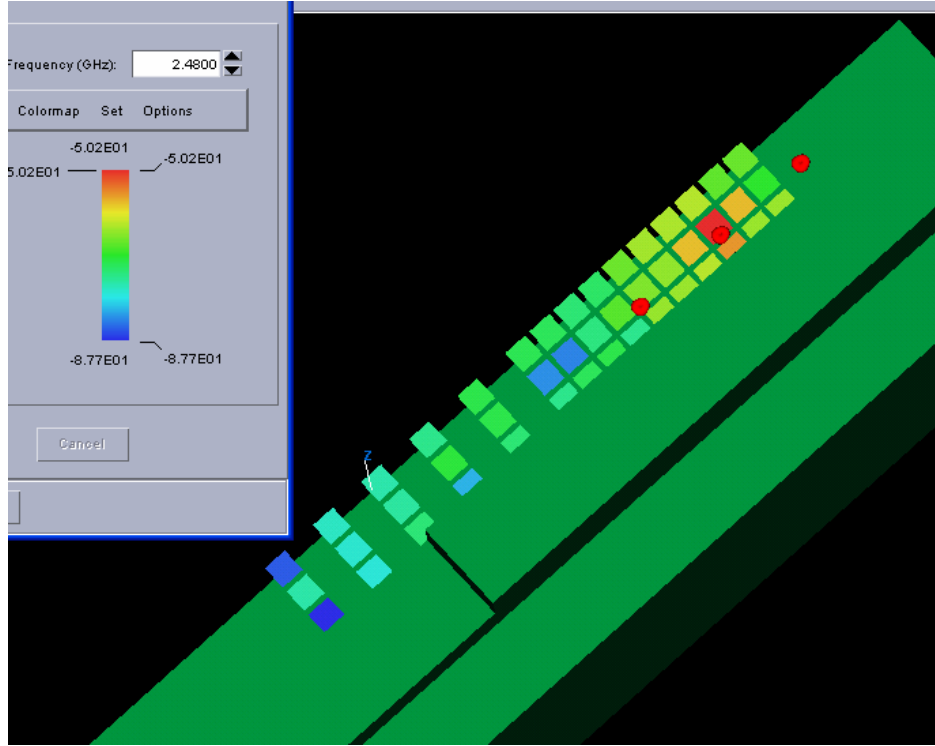 Frequency (GHz): 2.4800
Colormap Set Options
-5.02E01
5.02E01 -5.02E01
-8.77E01 -8.77E01
Cancel
Z